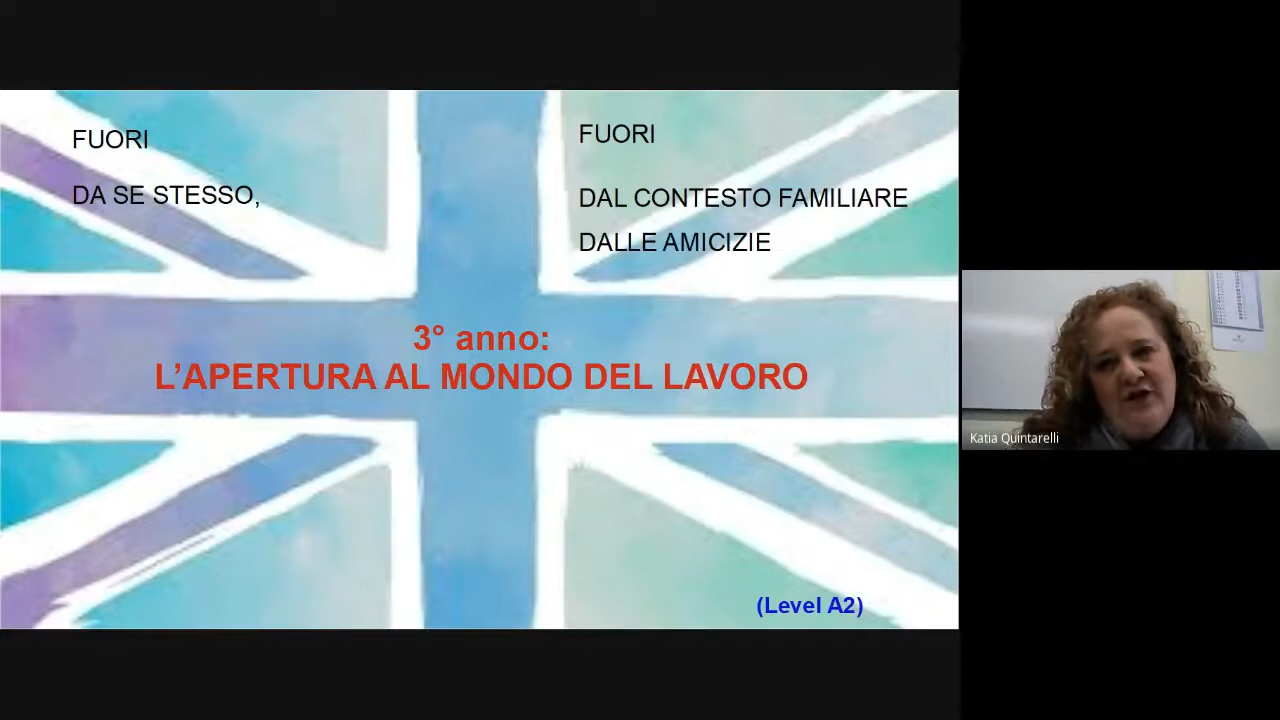 FUORI
DA SE STESSO,
FUORI
DAL CONTESTO FAMILIARE
DALLE AMICIZIE
3° anno:
L’APERTURA AL MONDO DEL LAVORO
(Level A2)
Katia Quintarelli